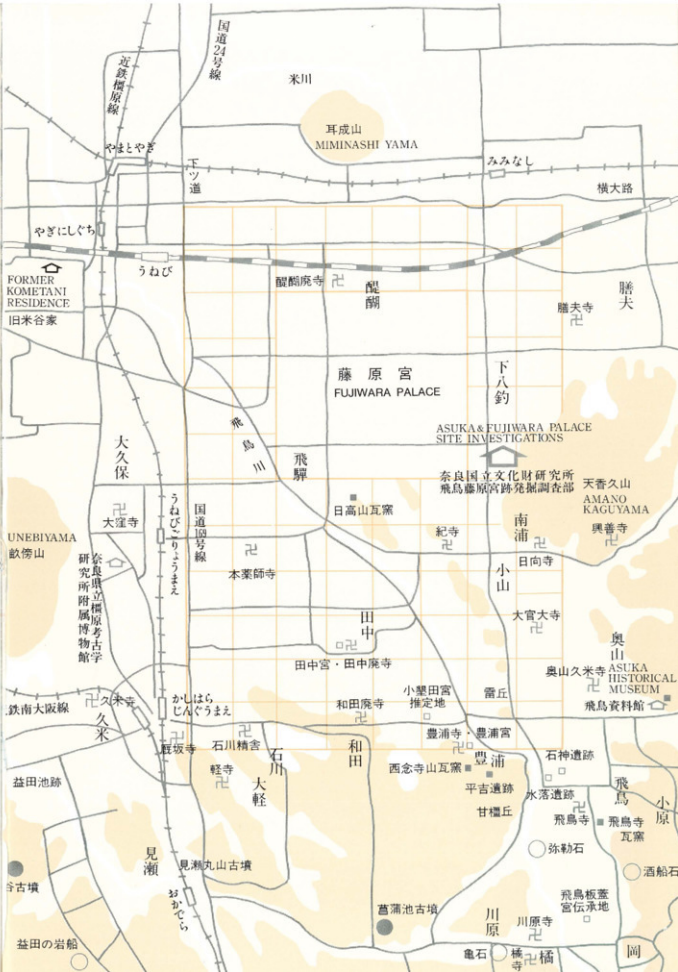 国道24号線
近鉄橿原線
米川
耳成山
MIMINASHI YAMA
やまとやぎ
下ツ道
みみなし
横大路
やぎにしぐち
うねび
FORMER
KOMETANI
RESIDENCE
旧米谷家
醍醐廃寺
醍醐
膳夫
膳夫寺
藤原宮
FUJIWARA PALACE
下八釣
飛鳥川
飛騨
ASUKA & FUJIWARA PALACE
SITE INVESTIGATIONS
奈良国立文化財研究所
飛鳥藤原宮跡発掘調査部
天香久山
AMANO
KAGUYAMA
興善寺
大久保
大窪寺
うねびごりょうまえ
国道169号線
日高山瓦窯
紀寺
南浦
日向寺
UNEBIYAMA
畝傍山
奈良県立橿原考古学
研究所附属博物館
本薬師寺
小山
田中
大官大寺
田中宮・田中廃寺
奥山
奥山久米寺
ASUKA
HISTORICAL
MUSEUM
飛鳥資料館
鉄南大阪線
久米寺
久米
かしはら
じんぐうまえ
和田廃寺
小墾田宮
推定地
雷丘
厩坂寺
石川精舎
石川
軽寺
大軽
和田
豊浦寺・豊浦宮
豊浦
西念寺山瓦窯
平吉遺跡
甘橿丘
石神遺跡
水落遺跡
飛鳥
小原
飛鳥寺
飛鳥寺
瓦窯
益田池跡
見瀬
見瀬丸山古墳
弥勒石
酒船石
谷古墳
おかでら
菖蒲池古墳
飛鳥板蓋
宮伝承地
川原
川原寺
益田の岩船
亀石
橘寺
橘
岡